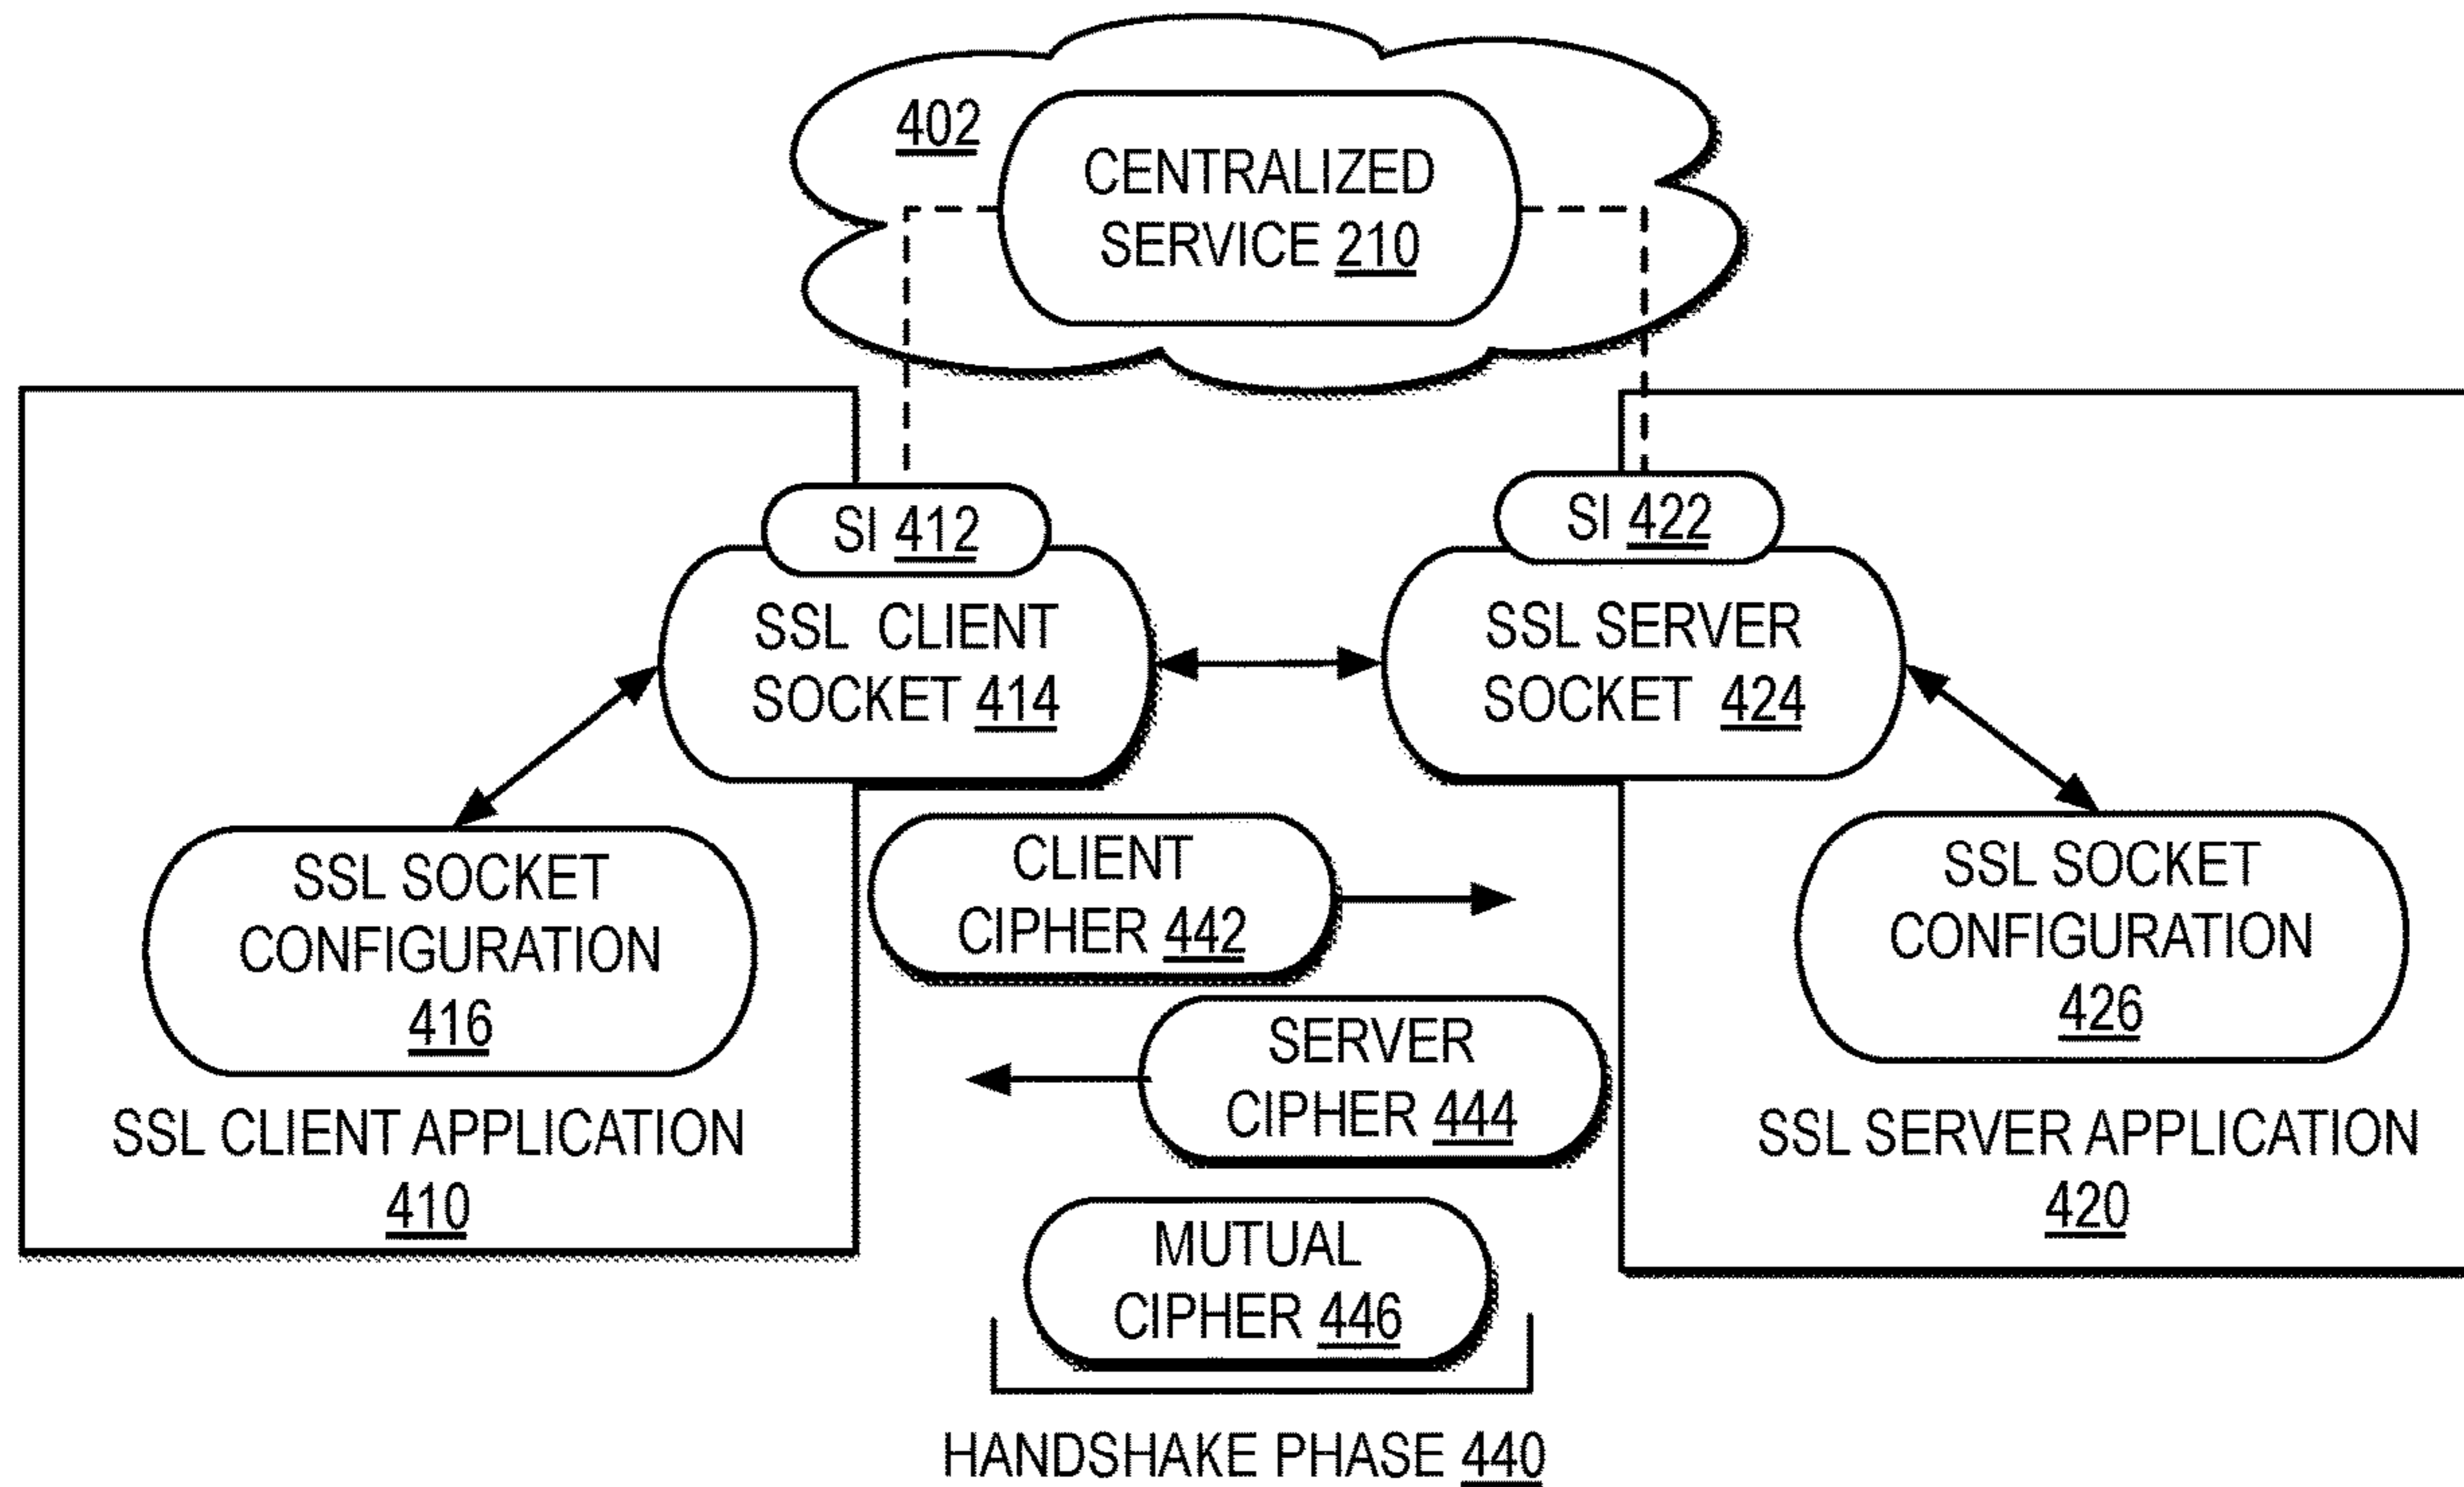 402
CENTRALIZED
SERVICE 210
SI 412
SI 422
SSL CLIENT
SOCKET 414
SSL SERVER
SOCKET 424
SSL SOCKET
CONFIGURATION
416
CLIENT
CIPHER 442
SSL SOCKET
CONFIGURATION
426
SERVER
CIPHER 444
SSL CLIENT APPLICATION
410
SSL SERVER APPLICATION
420
MUTUAL
CIPHER 446
HANDSHAKE PHASE 440